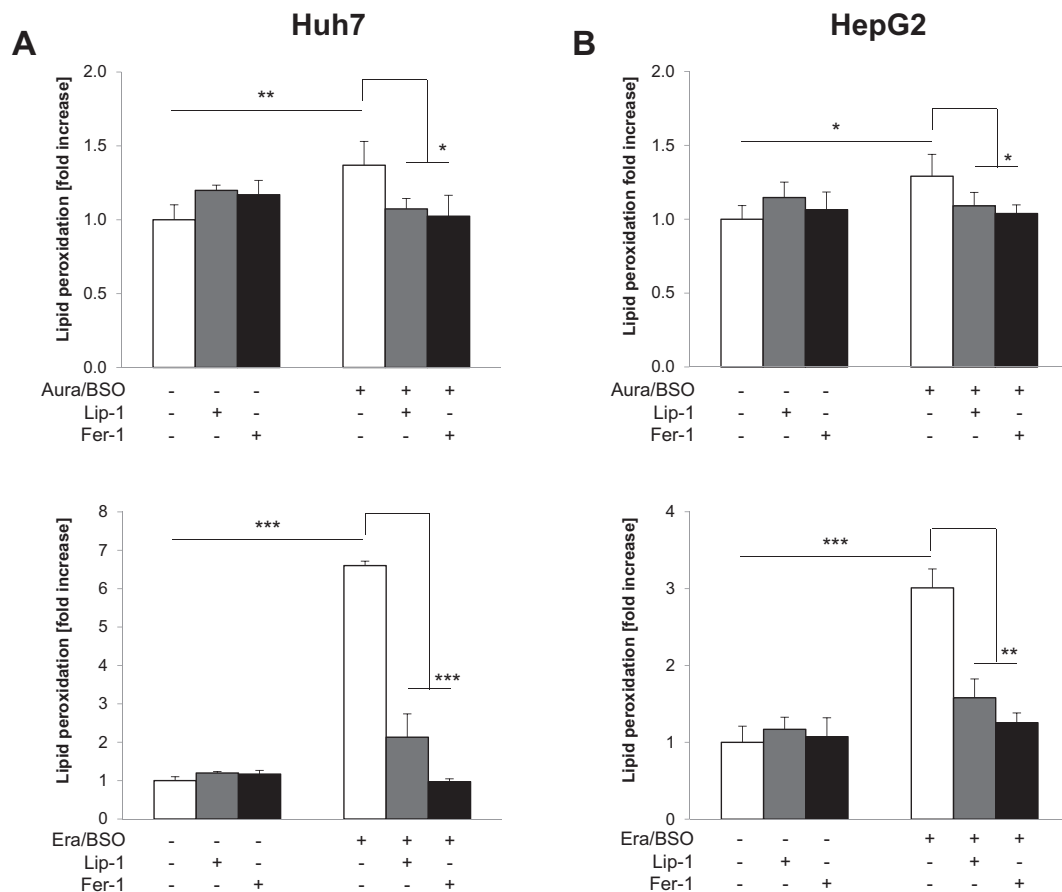 Huh7
HepG2
A
B
Lipid peroxidation [fold increase]
2.0
1.5
1.0
0.5
0.0
**
*
Aura/BSO - - - + + +
Lip-1 - + - - + -
Fer-1 - - + - - +
Lipid peroxidation fold increase]
2.0
1.5
1.0
0.5
0.0
*
*
Aura/BSO - - - + + +
Lip-1 - + - - + -
Fer-1 - - + - - +
Lipid peroxidation [fold increase]
8
7
6
5
4
3
2
1
0
***
***
Era/BSO - - - + + +
Lip-1 - + - - + -
Fer-1 - - + - - +
Lipid peroxidation [fold increase]
4
3
2
1
0
***
**
Era/BSO - - - + + +
Lip-1 - + - - + -
Fer-1 - - + - - +